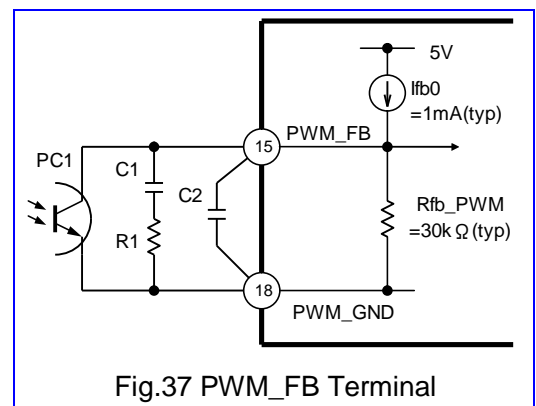 5V
Ifb0
=1mA(typ)
15
PWM_FB
PC1
C1
C2
R1
Rfb_PWM
=30kΩ(typ)
18
PWM_GND
Fig.37 PWM_FB Terminal